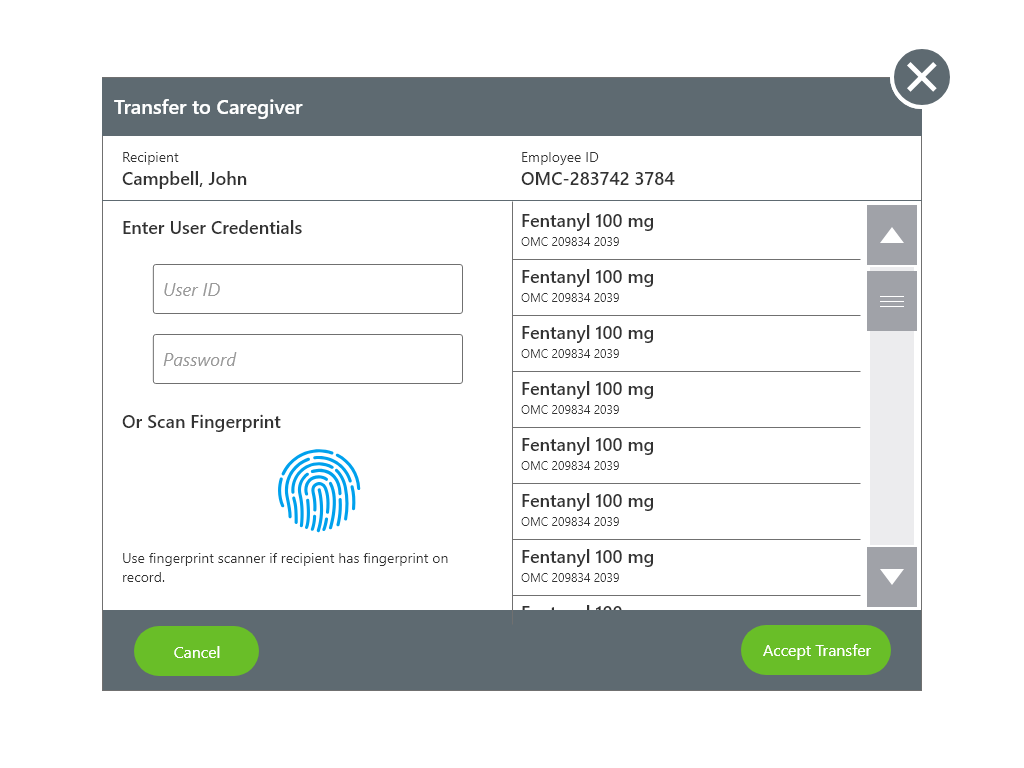 Transfer to Caregiver
Recipient
Campbell, John
Employee ID
OMC-283742 3784
Enter User Credentials
User ID
Password
Or Scan Fingerprint
Use fingerprint scanner if recipient has fingerprint on
record.
Fentanyl 100 mg
OMC 209834 2039
Fentanyl 100 mg
OMC 209834 2039
Fentanyl 100 mg
OMC 209834 2039
Fentanyl 100 mg
OMC 209834 2039
Fentanyl 100 mg
OMC 209834 2039
Fentanyl 100 mg
OMC 209834 2039
Fentanyl 100 mg
OMC 209834 2039
Cancel
Accept Transfer